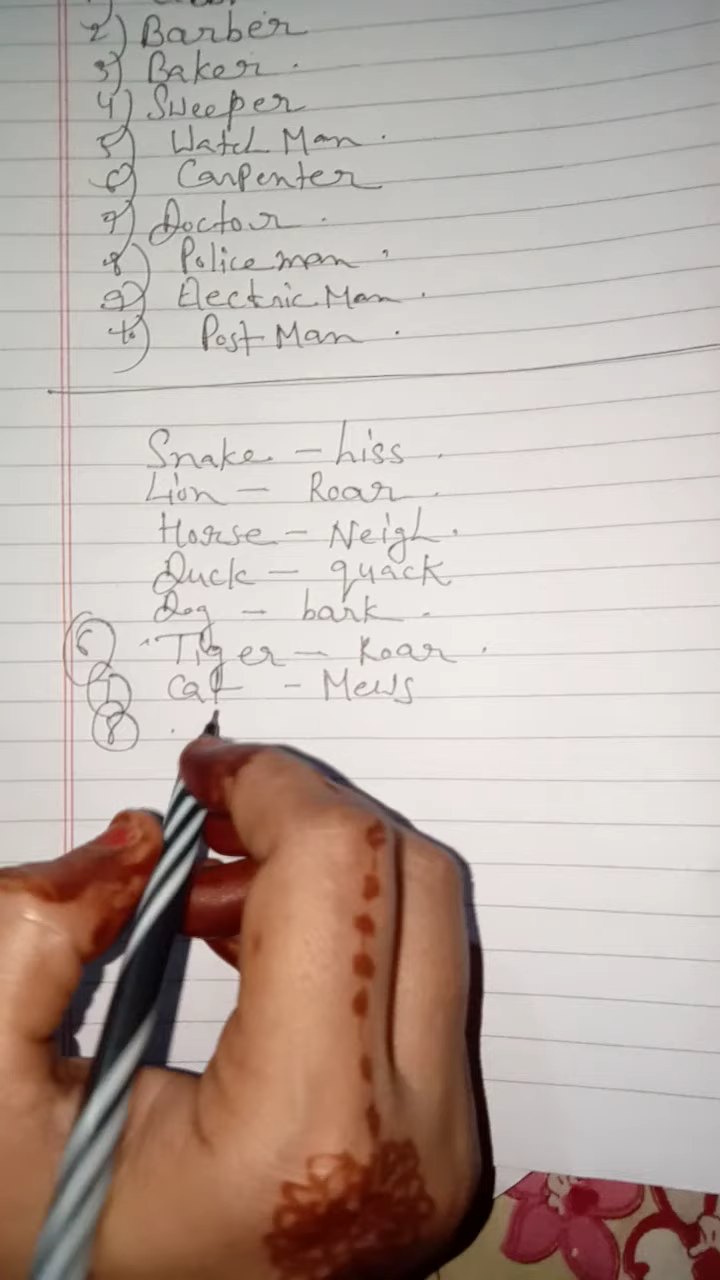 2) Barber
3) Baker.
4) Sweeper
5) Watch Man.
6) Carpenter
7) Doctour.
8) Police man.
9) Electric Man.
10) Post Man.
Snake - hiss.
Lion - Roar.
Horse - Neigh.
Duck - quack
Dog - bark.
6 Tiger - Roar.
7 Cat - Mews
8